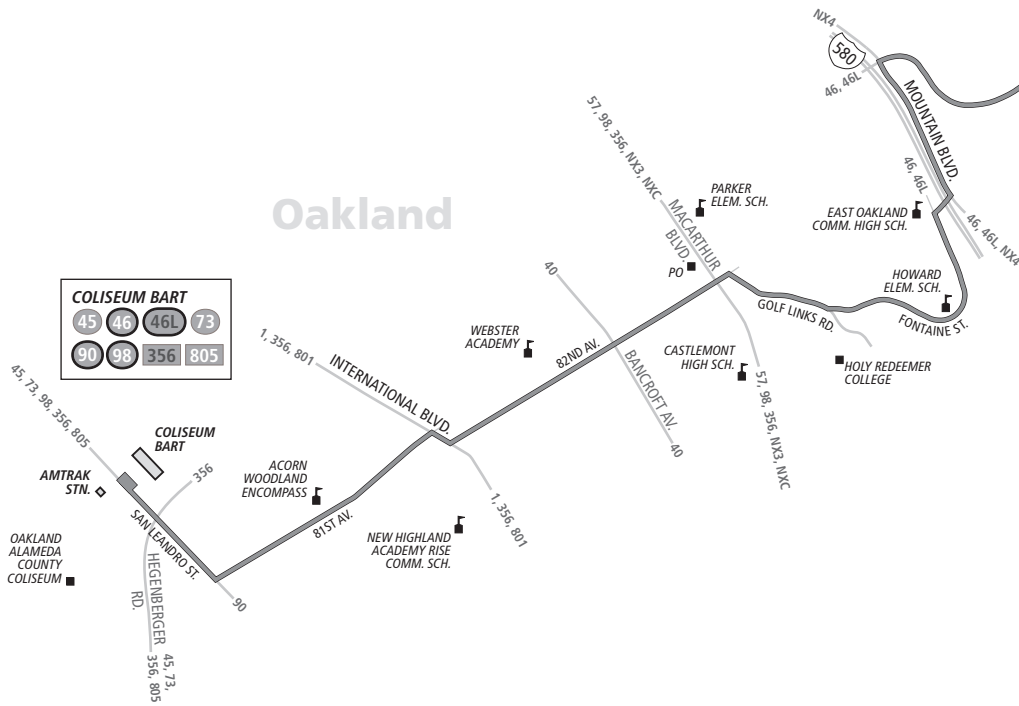 NX4
580
46, 46L
MOUNTAIN BLVD.
57, 98, 356, NX3, NXC
PARKER
ELEM. SCH.
46, 46L
Oakland
MACARTHUR
BLVD.
EAST OAKLAND
COMM. HIGH SCH.
46, 46L, NX4
PO
40
HOWARD
ELEM. SCH.
COLISEUM BART
45 46 46L 73
90 98 356 805
GOLF LINKS RD.
FONTAINE ST.
1, 356, 801
WEBSTER
ACADEMY
82ND AV.
INTERNATIONAL BLVD.
BANCROFT AV.
CASTLEMONT
HIGH SCH.
HOLY REDEEMER
COLLEGE
45, 73, 98, 356, 805
57, 98, 356, NX3, NXC
COLISEUM
BART
40
356
AMTRAK
STN.
ACORN
WOODLAND
ENCOMPASS
1, 356, 801
SAN LEANDRO ST.
81ST AV.
NEW HIGHLAND
ACADEMY RISE
COMM. SCH.
OAKLAND
ALAMEDA
COUNTY
COLISEUM
HEGENBERGER
RD.
90
45, 73,
356, 805